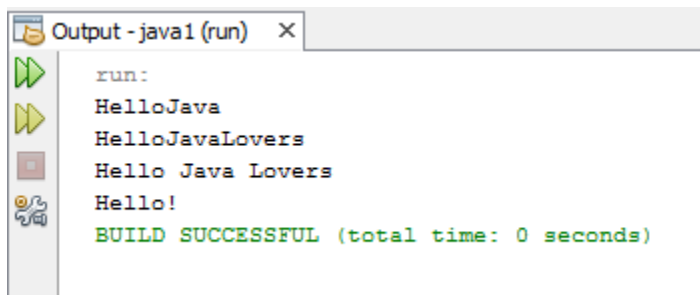 Output - java1 (run)
run:
HelloJava
HelloJavaLovers
Hello Java Lovers
Hello!
BUILD SUCCESSFUL (total time: 0 seconds)